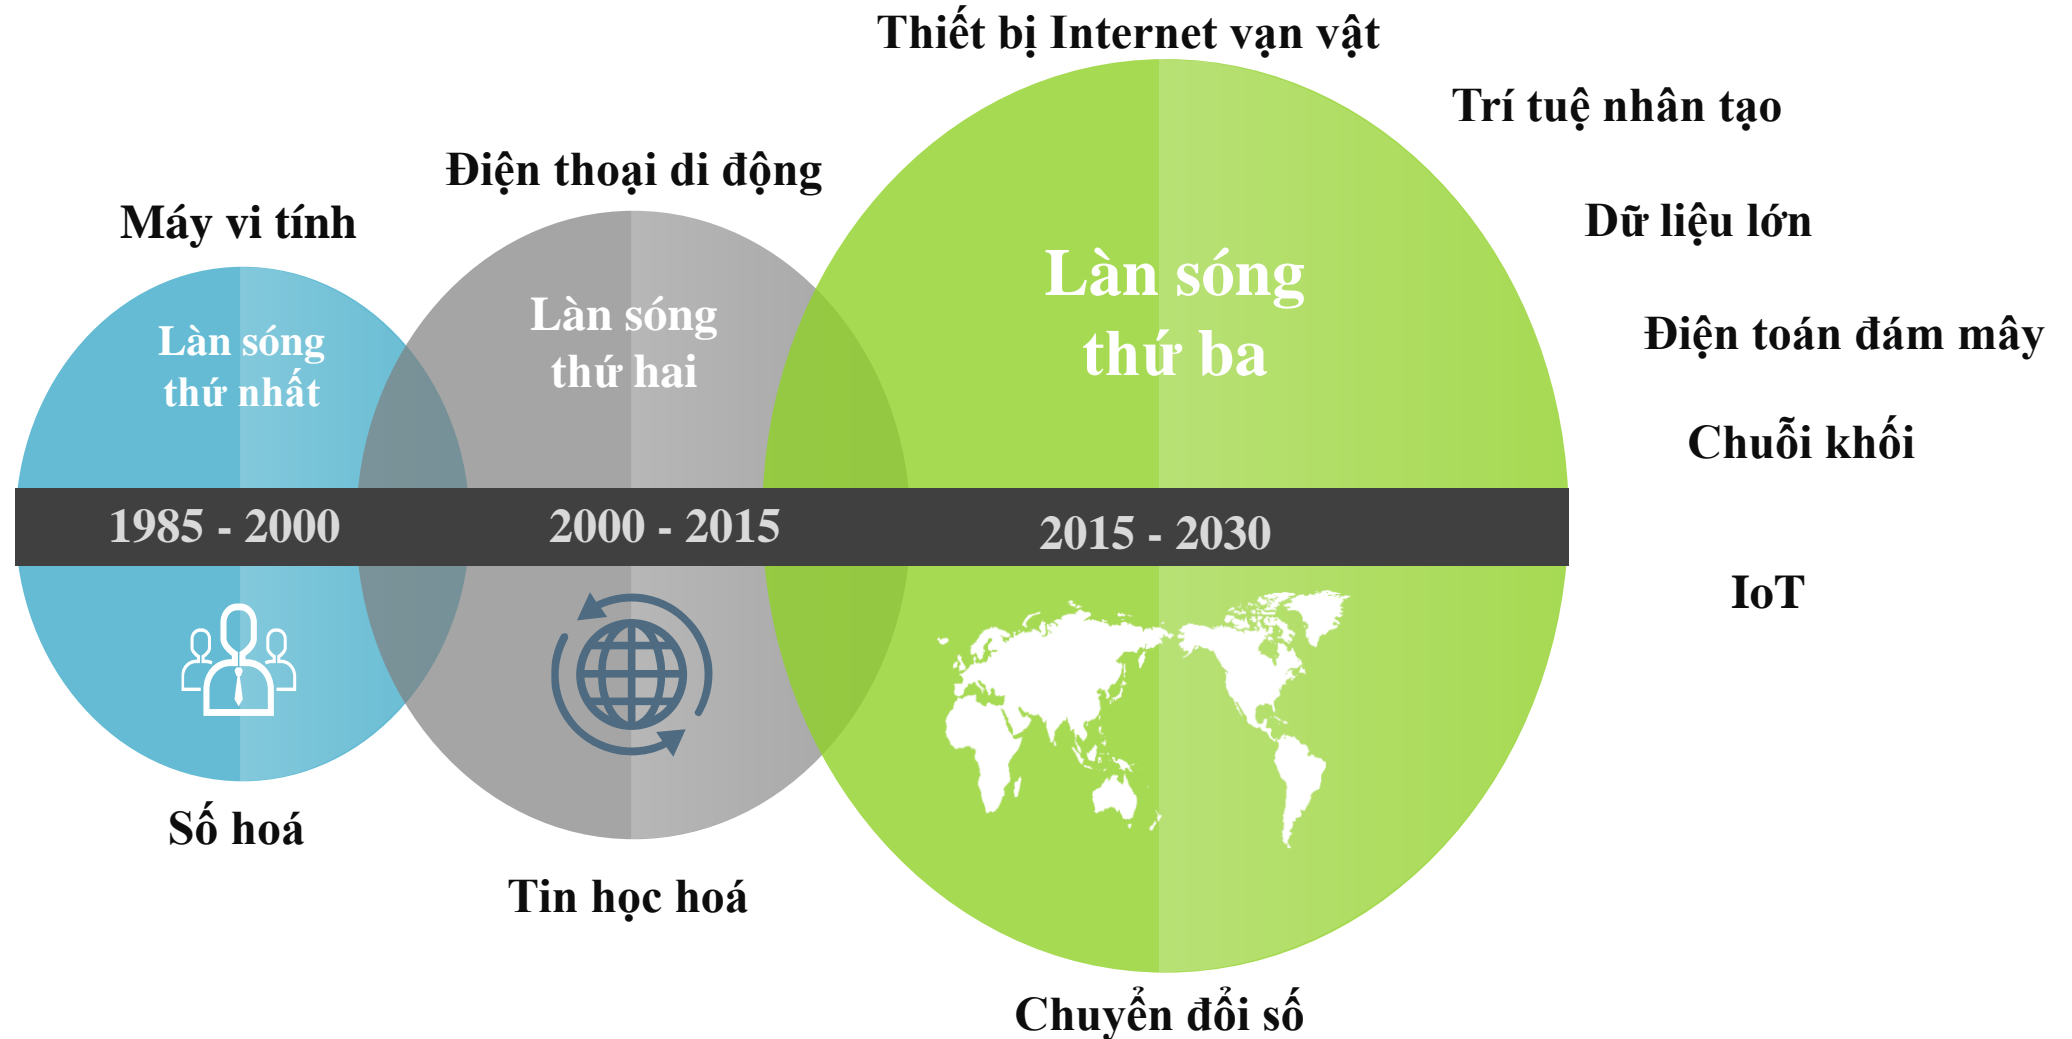 Thiết bị Internet vạn vật
Trí tuệ nhân tạo
Điện thoại di động
Máy vi tính
Dữ liệu lớn
Làn sóng
thứ nhất
Làn sóng
thứ hai
Làn sóng
thứ ba
Điện toán đám mây
Chuỗi khối
1985 - 2000
2000 - 2015
2015 - 2030
IoT
Số hoá
Tin học hoá
Chuyển đổi số